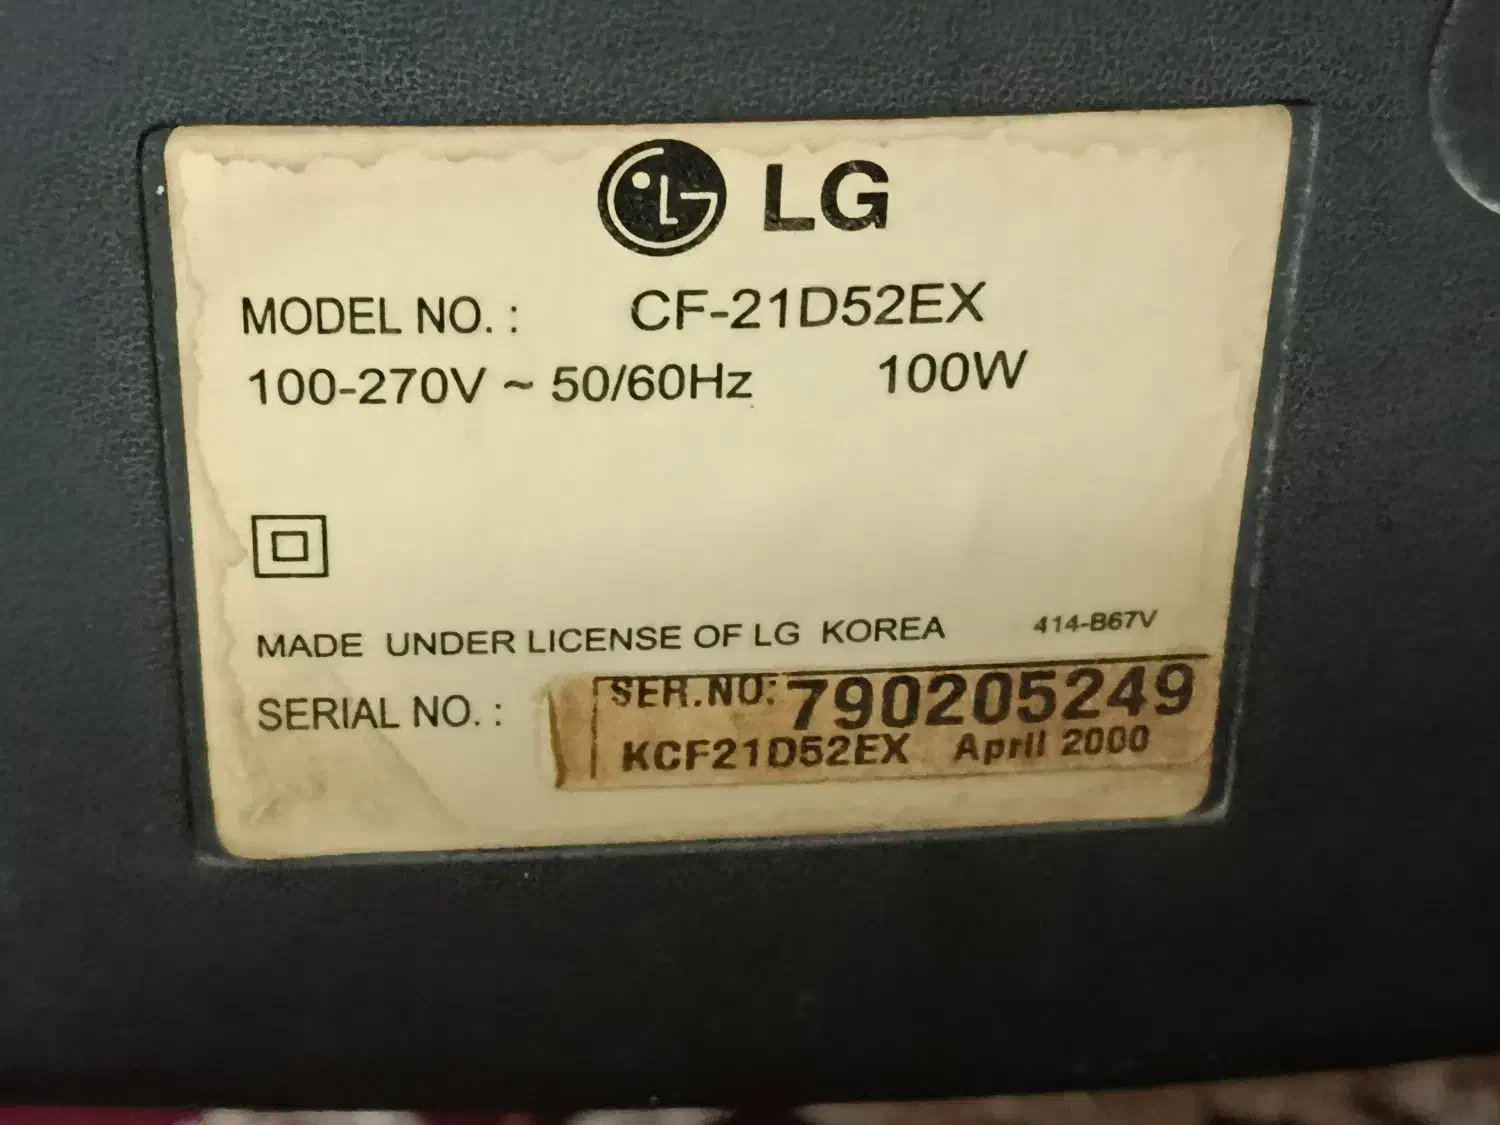 LG
MODEL NO. : CF-21D52EX
100-270V ~ 50/60Hz 100W
MADE UNDER LICENSE OF LG KOREA 414-B67V
SERIAL NO. : SER.NO: 790205249
KCF21D52EX April 2000